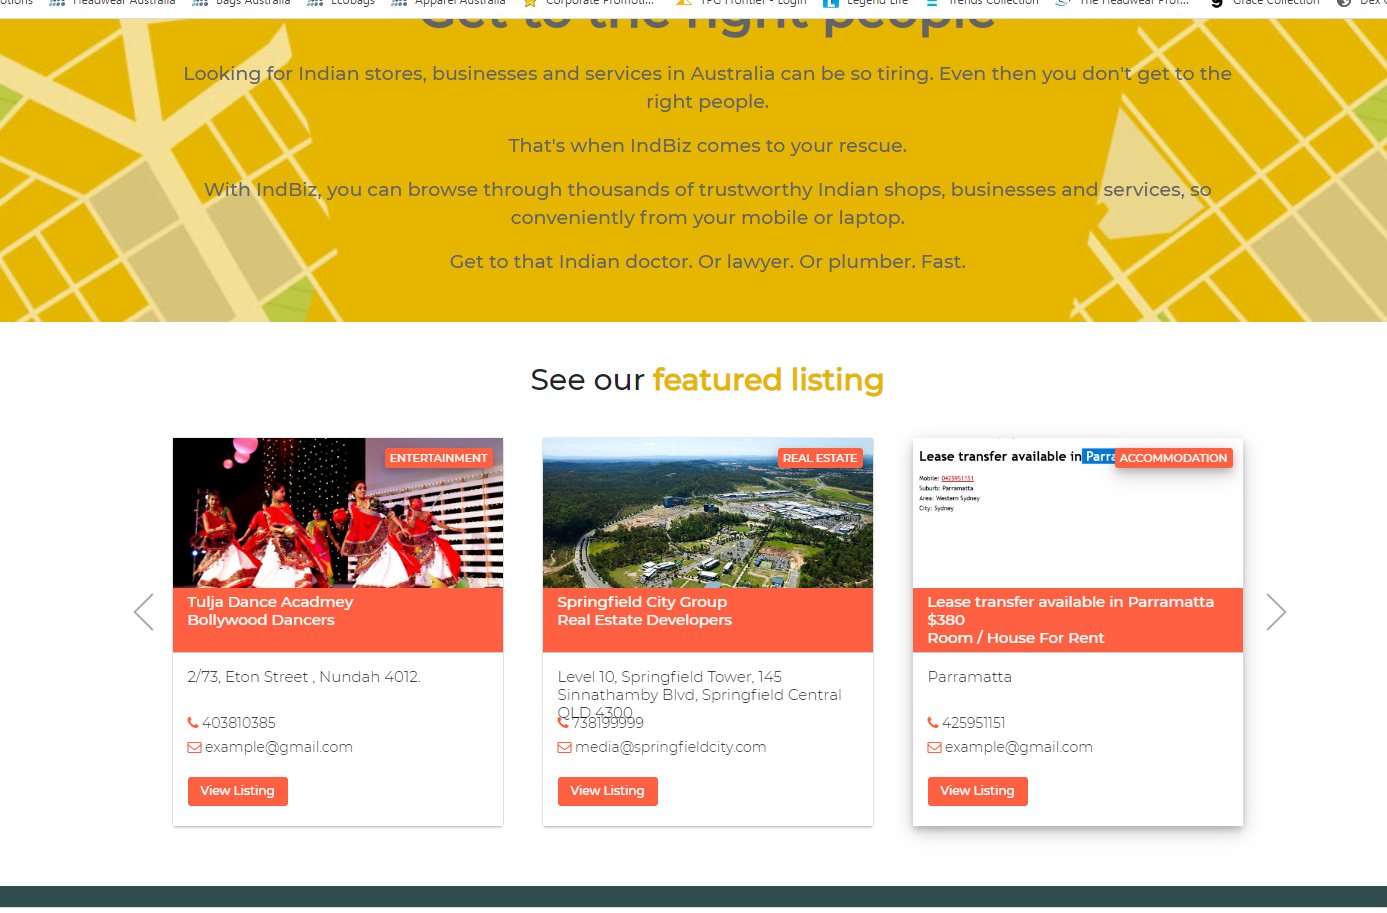 otions Headwear Australia Bags Australia EcoBags Apparel Australia Corporate Promoti... TPG Frontier - Login Legend Life Trends Collection The Headwear Prof... Grace Collection Dex
Get to the right people
Looking for Indian stores, businesses and services in Australia can be so tiring. Even then you don't get to the
right people.
That's when IndBiz comes to your rescue.
With IndBiz, you can browse through thousands of trustworthy Indian shops, businesses and services, so
conveniently from your mobile or laptop.
Get to that Indian doctor. Or lawyer. Or plumber. Fast.
See our featured listing
ENTERTAINMENT
Tulja Dance Acadmey
Bollywood Dancers
2/73, Eton Street , Nundah 4012.
403810385
example@gmail.com
View Listing
REAL ESTATE
Springfield City Group
Real Estate Developers
Level 10, Springfield Tower, 145
Sinnathamby Blvd, Springfield Central
QLD 4300
738199999
media@springfieldcity.com
View Listing
Lease transfer available in Parra
ACCOMMODATION
Mobile: 0425951151
Suburb: Parramatta
Area: Western Sydney
City: Sydney
Lease transfer available in Parramatta
$380
Room / House For Rent
Parramatta
425951151
example@gmail.com
View Listing